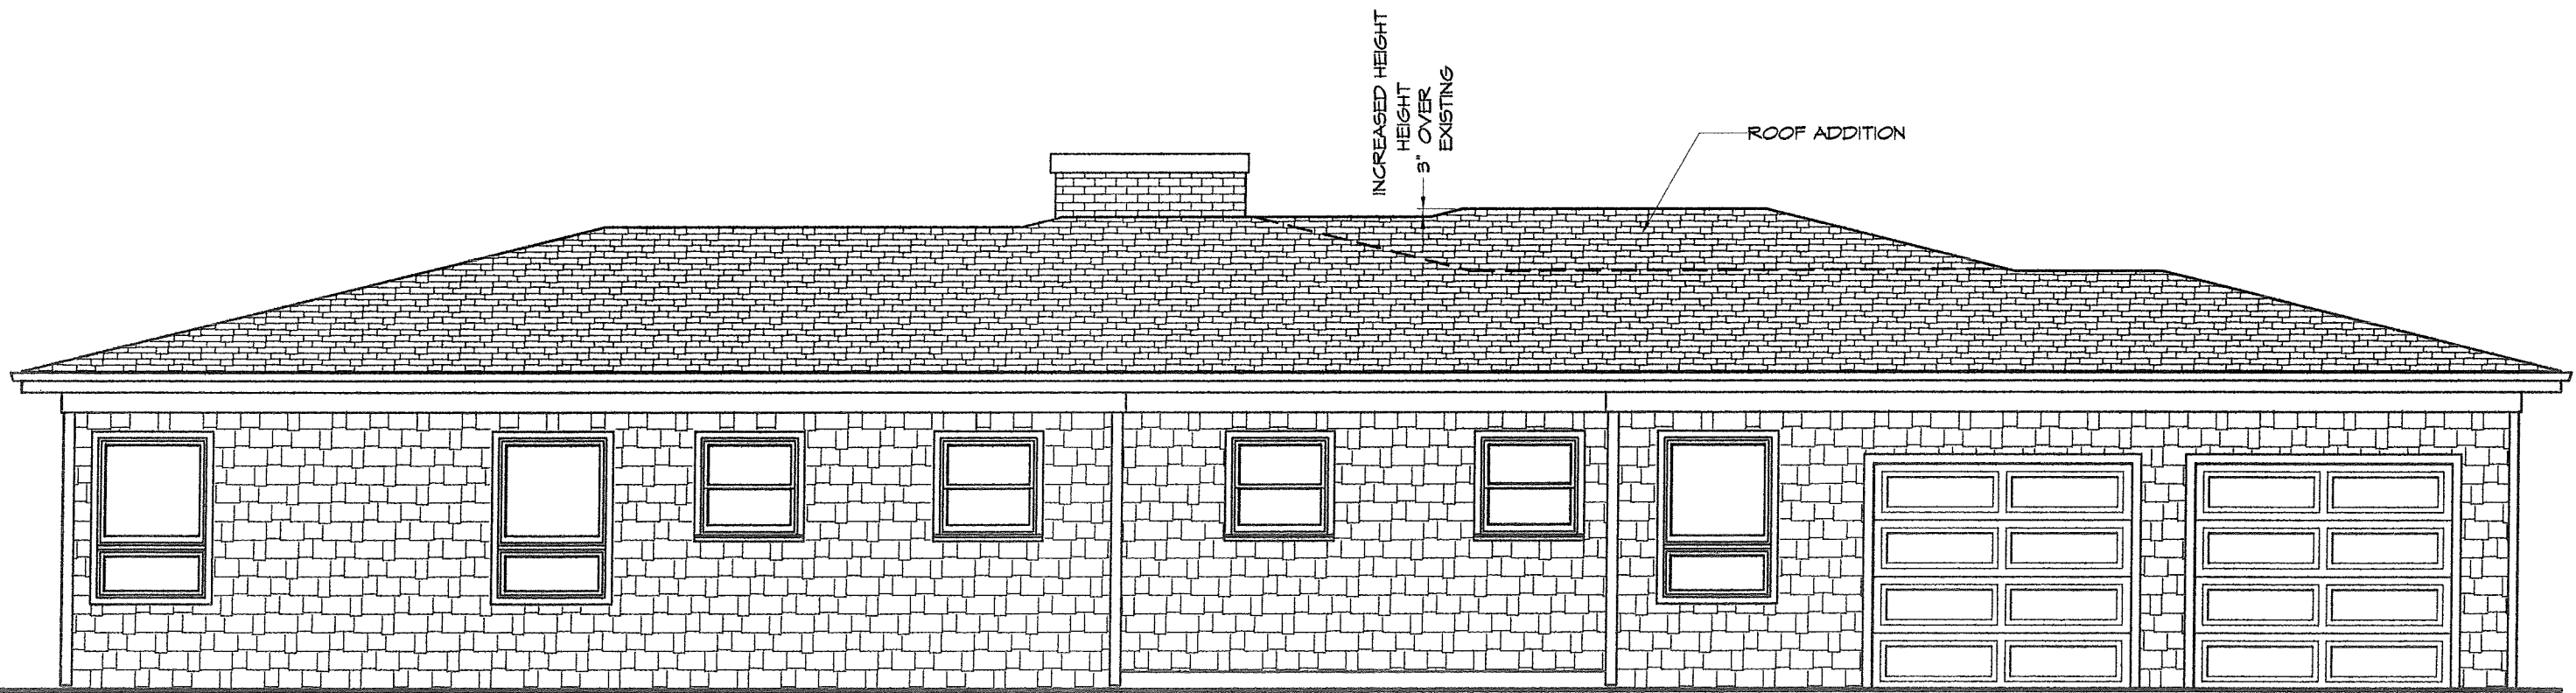 INCREASED HEIGHT
HEIGHT
3" OVER
EXISTING
ROOF ADDITION